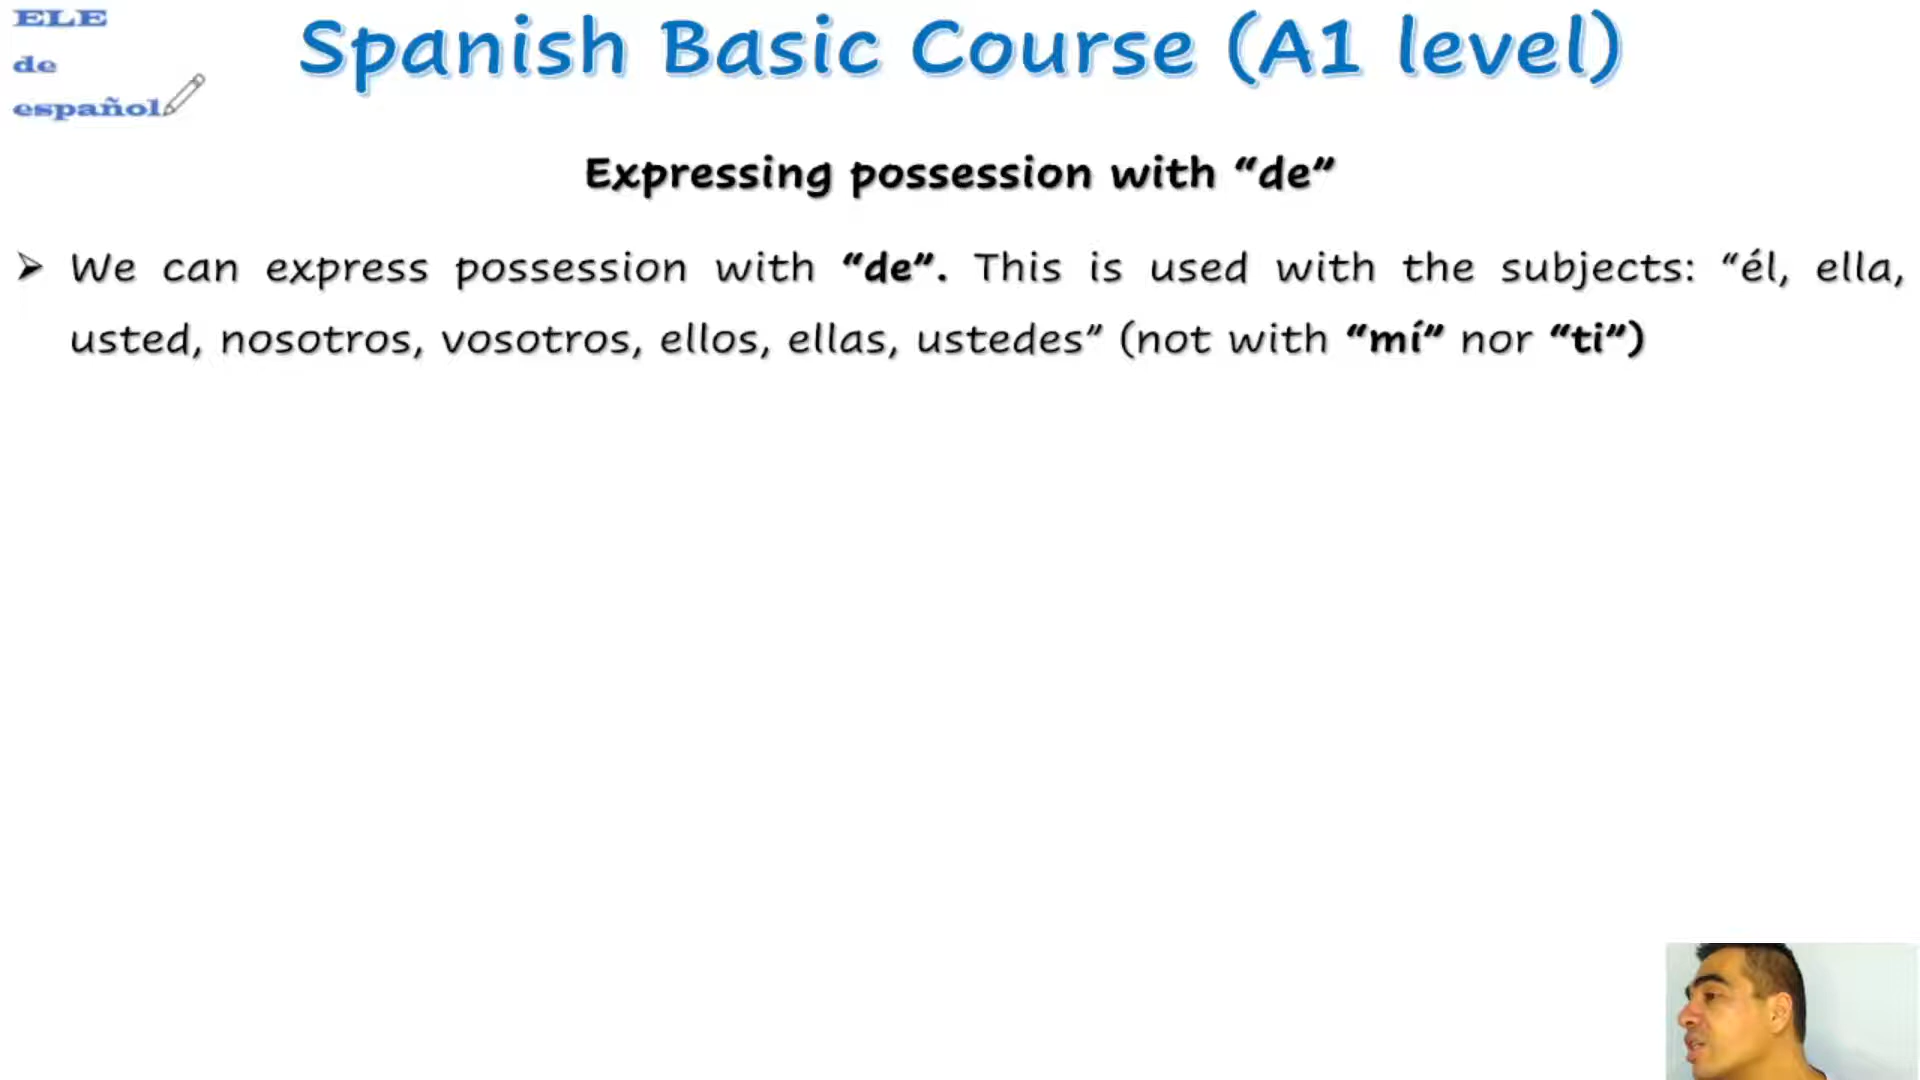 ELE
de
español
Spanish Basic Course (A1 level)
Expressing possession with “de”
➢ We can express possession with “de”. This is used with the subjects: “él, ella,
usted, nosotros, vosotros, ellos, ellas, ustedes” (not with “mí” nor “ti”)